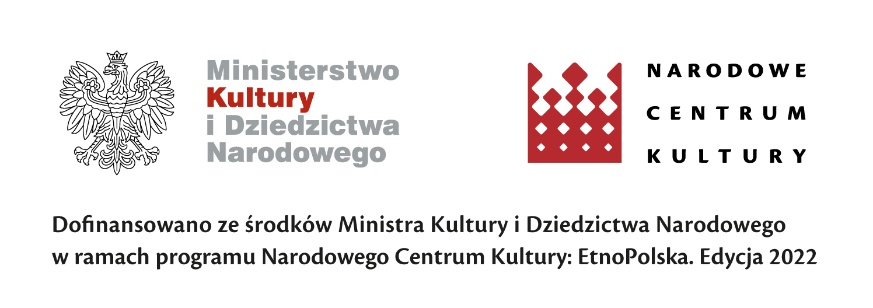 Ministerstwo
Kultury
i Dziedzictwa
Narodowego
NARODOWE
CENTRUM
KULTURY
Dofinansowano ze środków Ministra Kultury i Dziedzictwa Narodowego
w ramach programu Narodowego Centrum Kultury: EtnoPolska. Edycja 2022